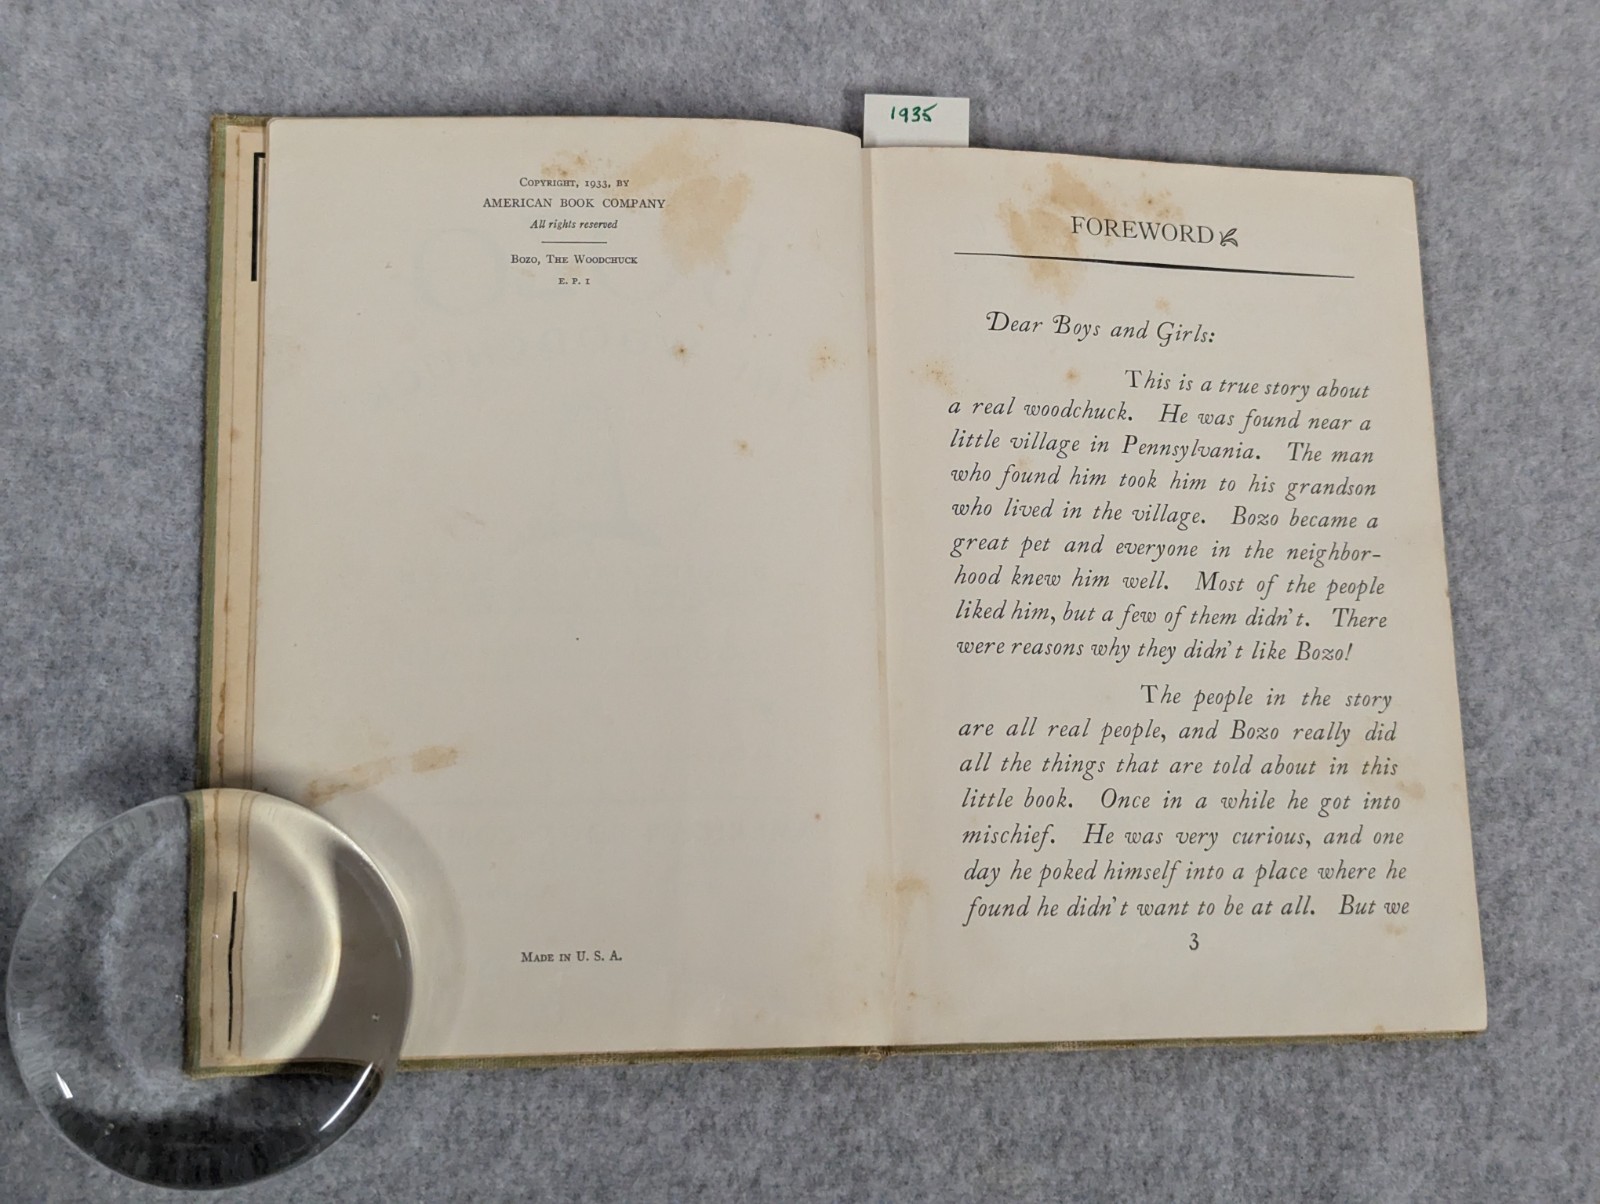 1935
COPYRIGHT, 1933, BY
AMERICAN BOOK COMPANY
All rights reserved
BOZO, THE WOODCHUCK
E. P. 1
MADE IN U. S. A.
FOREWORD
Dear Boys and Girls:
This is a true story about
a real woodchuck. He was found near a
little village in Pennsylvania. The man
who found him took him to his grandson
who lived in the village. Bozo became a
great pet and everyone in the neighbor-
hood knew him well. Most of the people
liked him, but a few of them didn't. There
were reasons why they didn't like Bozo!
The people in the story
are all real people, and Bozo really did
all the things that are told about in this
little book. Once in a while he got into
mischief. He was very curious, and one
day he poked himself into a place where he
found he didn't want to be at all. But we
3